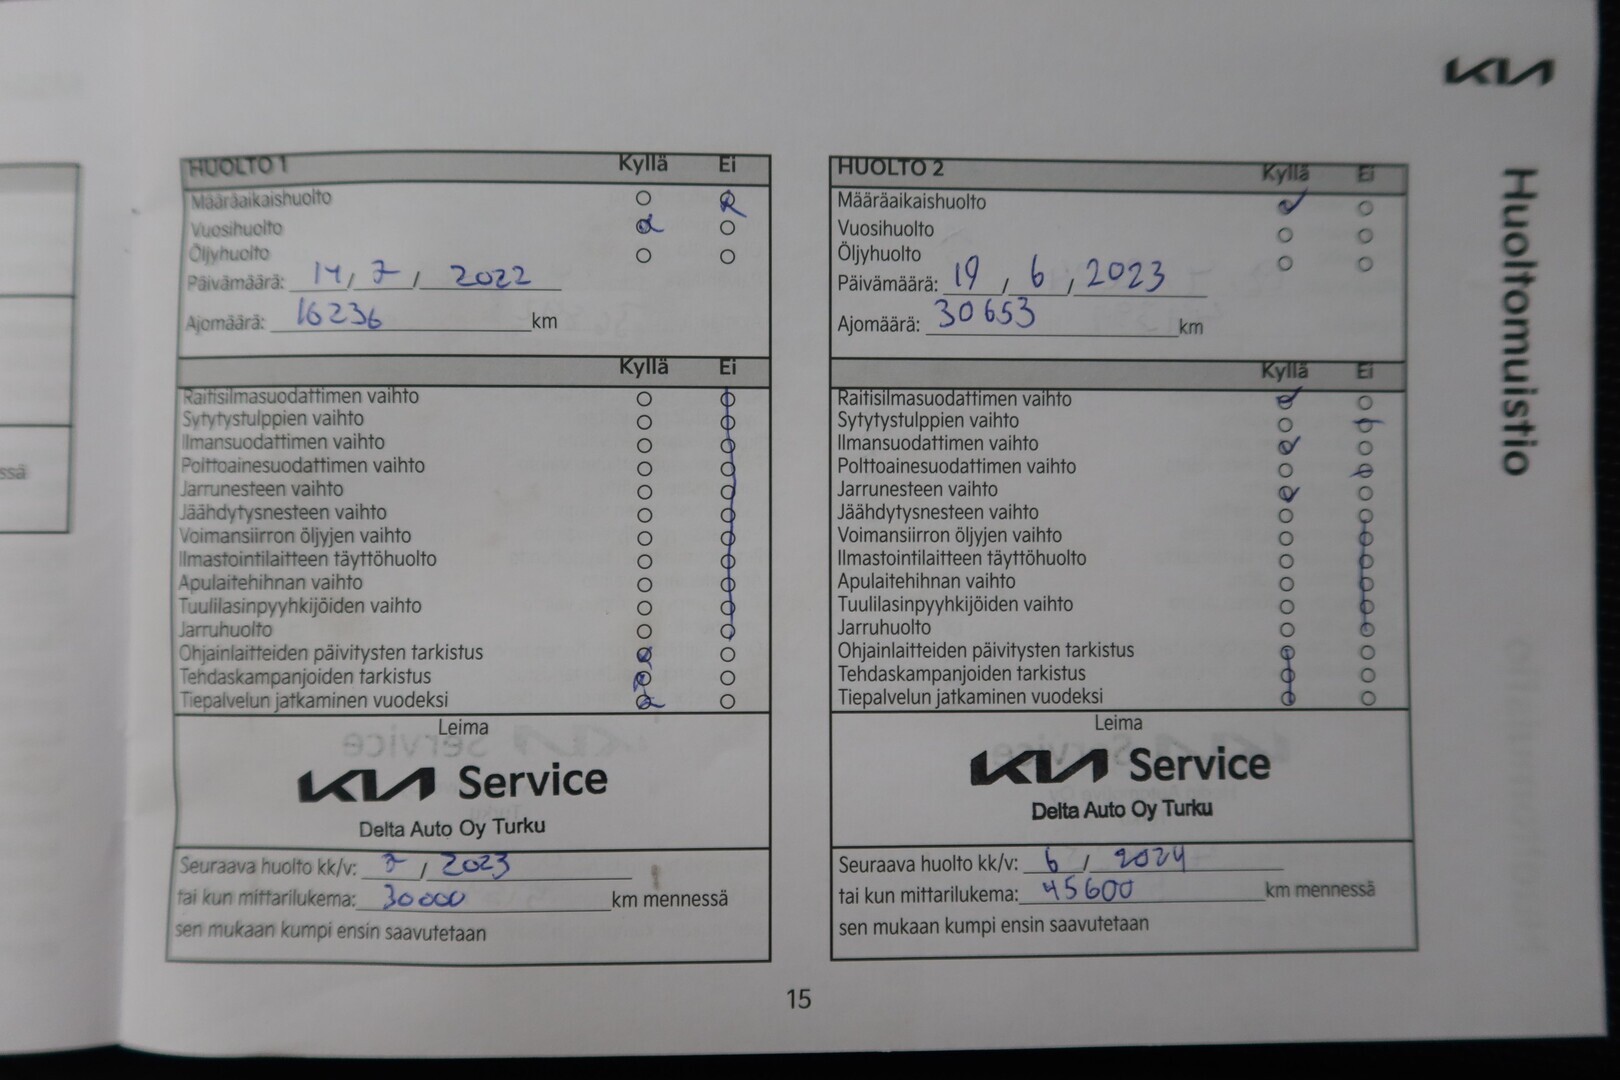 KIA
Huoltomuistio
ssä
HUOLTO 1 Kyllä Ei
Määräaikaishuolto
Vuosihuolto
Öljyhuolto
Päivämäärä: 14 / 7 / 2022
Ajomäärä: 16236 km
Kyllä Ei
Raitisilmasuodattimen vaihto
Sytytystulppien vaihto
Ilmansuodattimen vaihto
Polttoainesuodattimen vaihto
Jarrunesteen vaihto
Jäähdytysnesteen vaihto
Voimansiirron öljyjen vaihto
Ilmastointilaitteen täyttöhuolto
Apulaitehihnan vaihto
Tuulilasinpyyhkijöiden vaihto
Jarruhuolto
Ohjainlaitteiden päivitysten tarkistus
Tehdaskampanjoiden tarkistus
Tiepalvelun jatkaminen vuodeksi
Leima
KIA Service
Delta Auto Oy Turku
Seuraava huolto kk/v: 7 / 2023
tai kun mittarilukema: 30000 km mennessä
sen mukaan kumpi ensin saavutetaan
HUOLTO 2 Kyllä Ei
Määräaikaishuolto
Vuosihuolto
Öljyhuolto
Päivämäärä: 19 / 6 / 2023
Ajomäärä: 30653 km
Kyllä Ei
Raitisilmasuodattimen vaihto
Sytytystulppien vaihto
Ilmansuodattimen vaihto
Polttoainesuodattimen vaihto
Jarrunesteen vaihto
Jäähdytysnesteen vaihto
Voimansiirron öljyjen vaihto
Ilmastointilaitteen täyttöhuolto
Apulaitehihnan vaihto
Tuulilasinpyyhkijöiden vaihto
Jarruhuolto
Ohjainlaitteiden päivitysten tarkistus
Tehdaskampanjoiden tarkistus
Tiepalvelun jatkaminen vuodeksi
Leima
KIA Service
Delta Auto Oy Turku
Seuraava huolto kk/v: 6 / 2024
tai kun mittarilukema: 45600 km mennessä
sen mukaan kumpi ensin saavutetaan
15